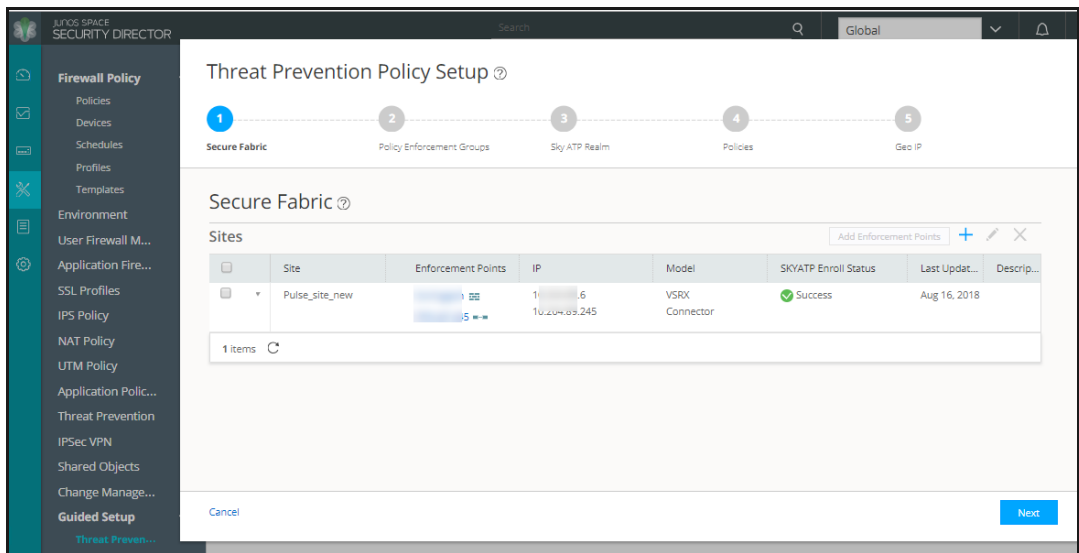 JUNOS SPACE
SECURITY DIRECTOR
Search
Global
Firewall Policy
Policies
Devices
Schedules
Profiles
Templates
Environment
User Firewall M...
Application Fire...
SSL Profiles
IPS Policy
NAT Policy
UTM Policy
Application Polic...
Threat Prevention
IPSec VPN
Shared Objects
Change Manage...
Guided Setup
Threat Preven...
Threat Prevention Policy Setup
1 2 3 4 5
Secure Fabric Policy Enforcement Groups Sky ATP Realm Policies Geo IP
Secure Fabric
Sites
Add Enforcement Points
Site Enforcement Points IP Model SKYATP Enroll Status Last Updat... Descrip...
Pulse_site_new VSRX Success Aug 16, 2018
10.204.89.245 Connector
1 items
Cancel
Next